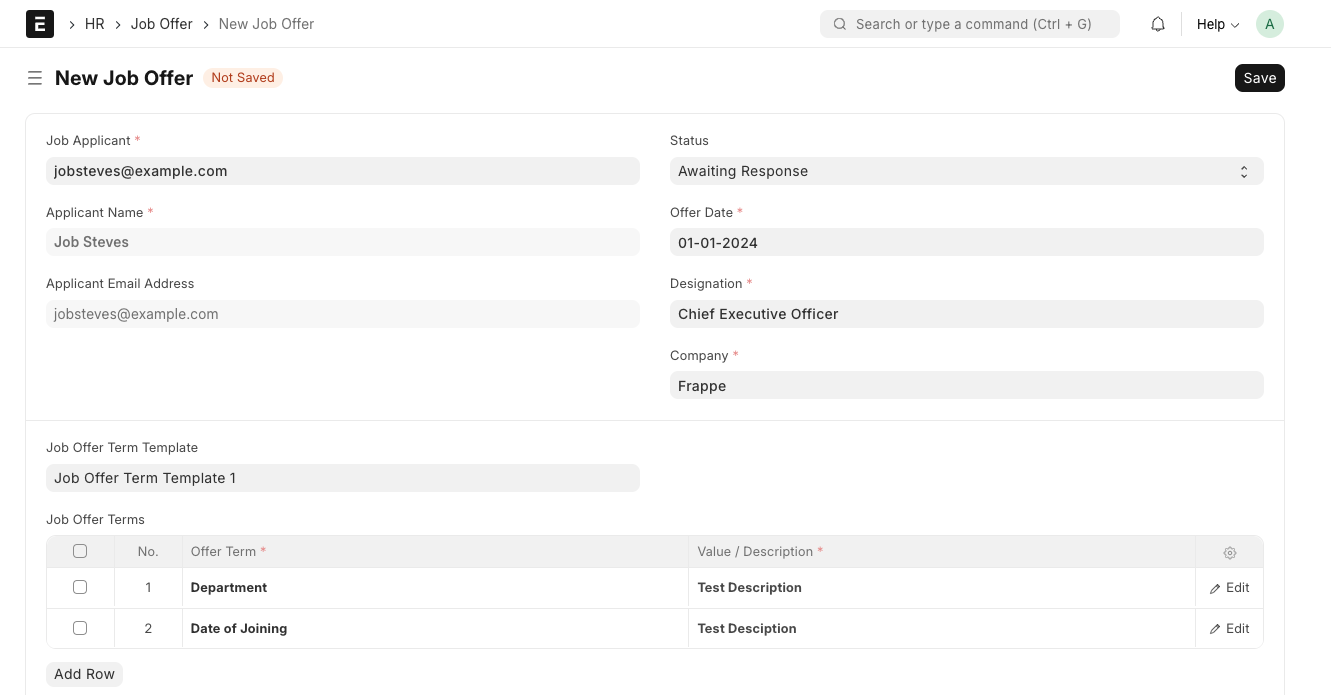 E
HR Job Offer New Job Offer
Search or type a command (Ctrl + G)
Help
A
New Job Offer Not Saved
Save
Job Applicant *
jobsteves@example.com
Status
Awaiting Response
Applicant Name *
Job Steves
Offer Date *
01-01-2024
Applicant Email Address
jobsteves@example.com
Designation *
Chief Executive Officer
Company *
Frappe
Job Offer Term Template
Job Offer Term Template 1
Job Offer Terms
No. Offer Term * Value / Description *
1 Department Test Description Edit
2 Date of Joining Test Desciption Edit
Add Row